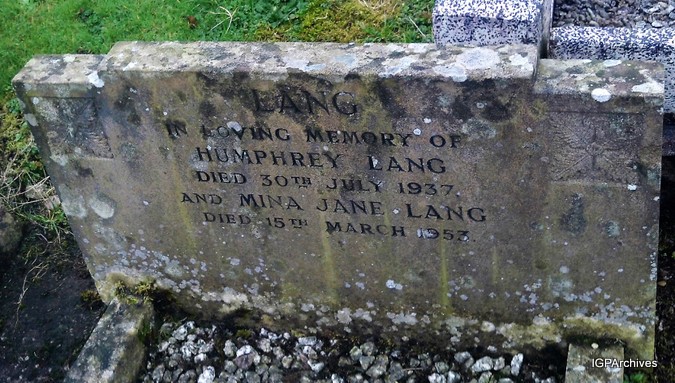 LANG
IN LOVING MEMORY OF
HUMPHREY LANG
DIED 30TH JULY 1937.
AND MINA JANE LANG
DIED 15TH MARCH 1953.
IGPArchives